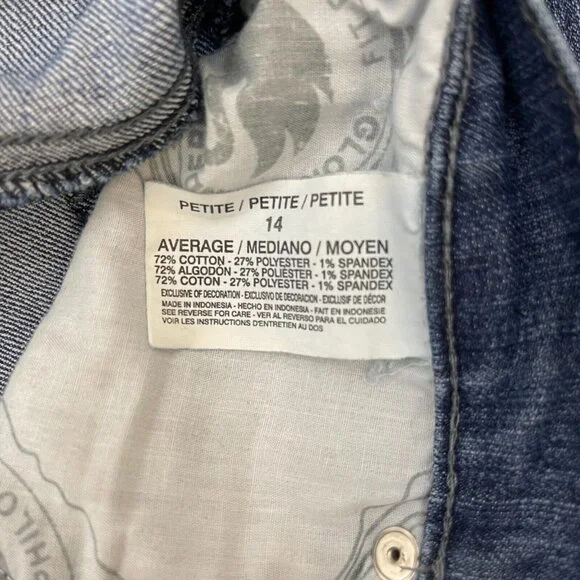 PETITE / PETITE / PETITE
14
AVERAGE / MEDIANO / MOYEN
72% COTTON - 27% POLYESTER - 1% SPANDEX
72% ALGODÓN - 27% POLIÉSTER - 1% SPANDEX
72% COTON - 27% POLYESTER - 1% SPANDEX
EXCLUSIVE OF DECORATION - EXCLUSIVO DE DECORACION - EXCLUSIF DE DÉCOR
MADE IN INDONESIA - HECHO EN INDONESIA - FAIT EN INDONESIE
SEE REVERSE FOR CARE - VER AL REVERSO PARA EL CUIDADO
VOIR LES INSTRUCTIONS D'ENTRETIEN AU DOS